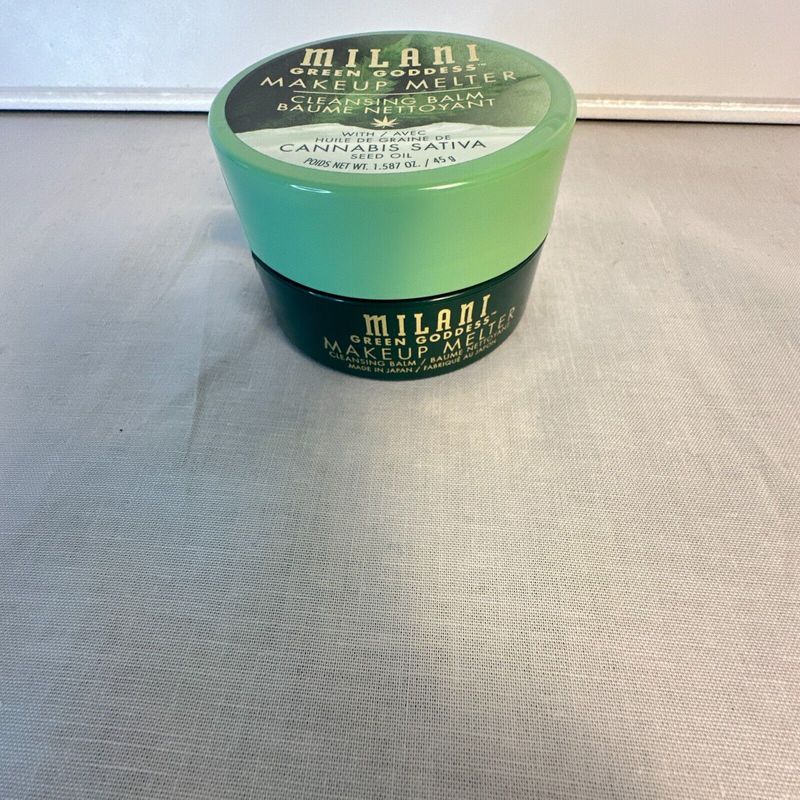 MILANI
GREEN GODDESS™
MAKEUP MELTER
CLEANSING BALM
BAUME NETTOYANT
WITH / AVEC
HUILE DE GRAINE DE
CANNABIS SATIVA
SEED OIL
POIDS NET WT. 1.587 OZ. / 45 g
MILANI
GREEN GODDESS™
MAKEUP MELTER
CLEANSING BALM / BAUME NETTOYANT
MADE IN JAPAN / FABRIQUÉ AU JAPON